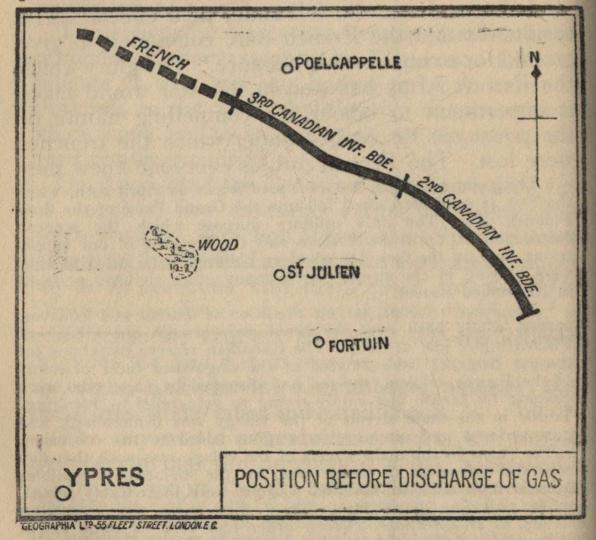 FRENCH
POELCAPPELLE
N
3RD CANADIAN INF. BDE.
2ND CANADIAN INF. BDE.
WOOD
ST JULIEN
FORTUIN
YPRES
POSITION BEFORE DISCHARGE OF GAS
"GEOGRAPHIA" LTD 55 FLEET STREET. LONDON. E.C.